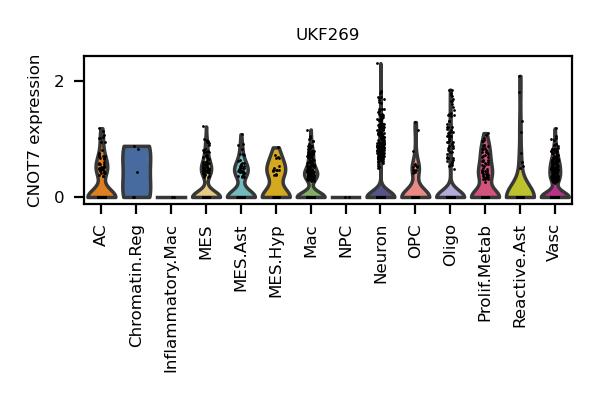 UKF269
CNOT7 expression
2
0
AC
Chromatin.Reg
Inflammatory.Mac
MES
MES.Ast
MES.Hyp
Mac
NPC
Neuron
OPC
Oligo
Prolif.Metab
Reactive.Ast
Vasc